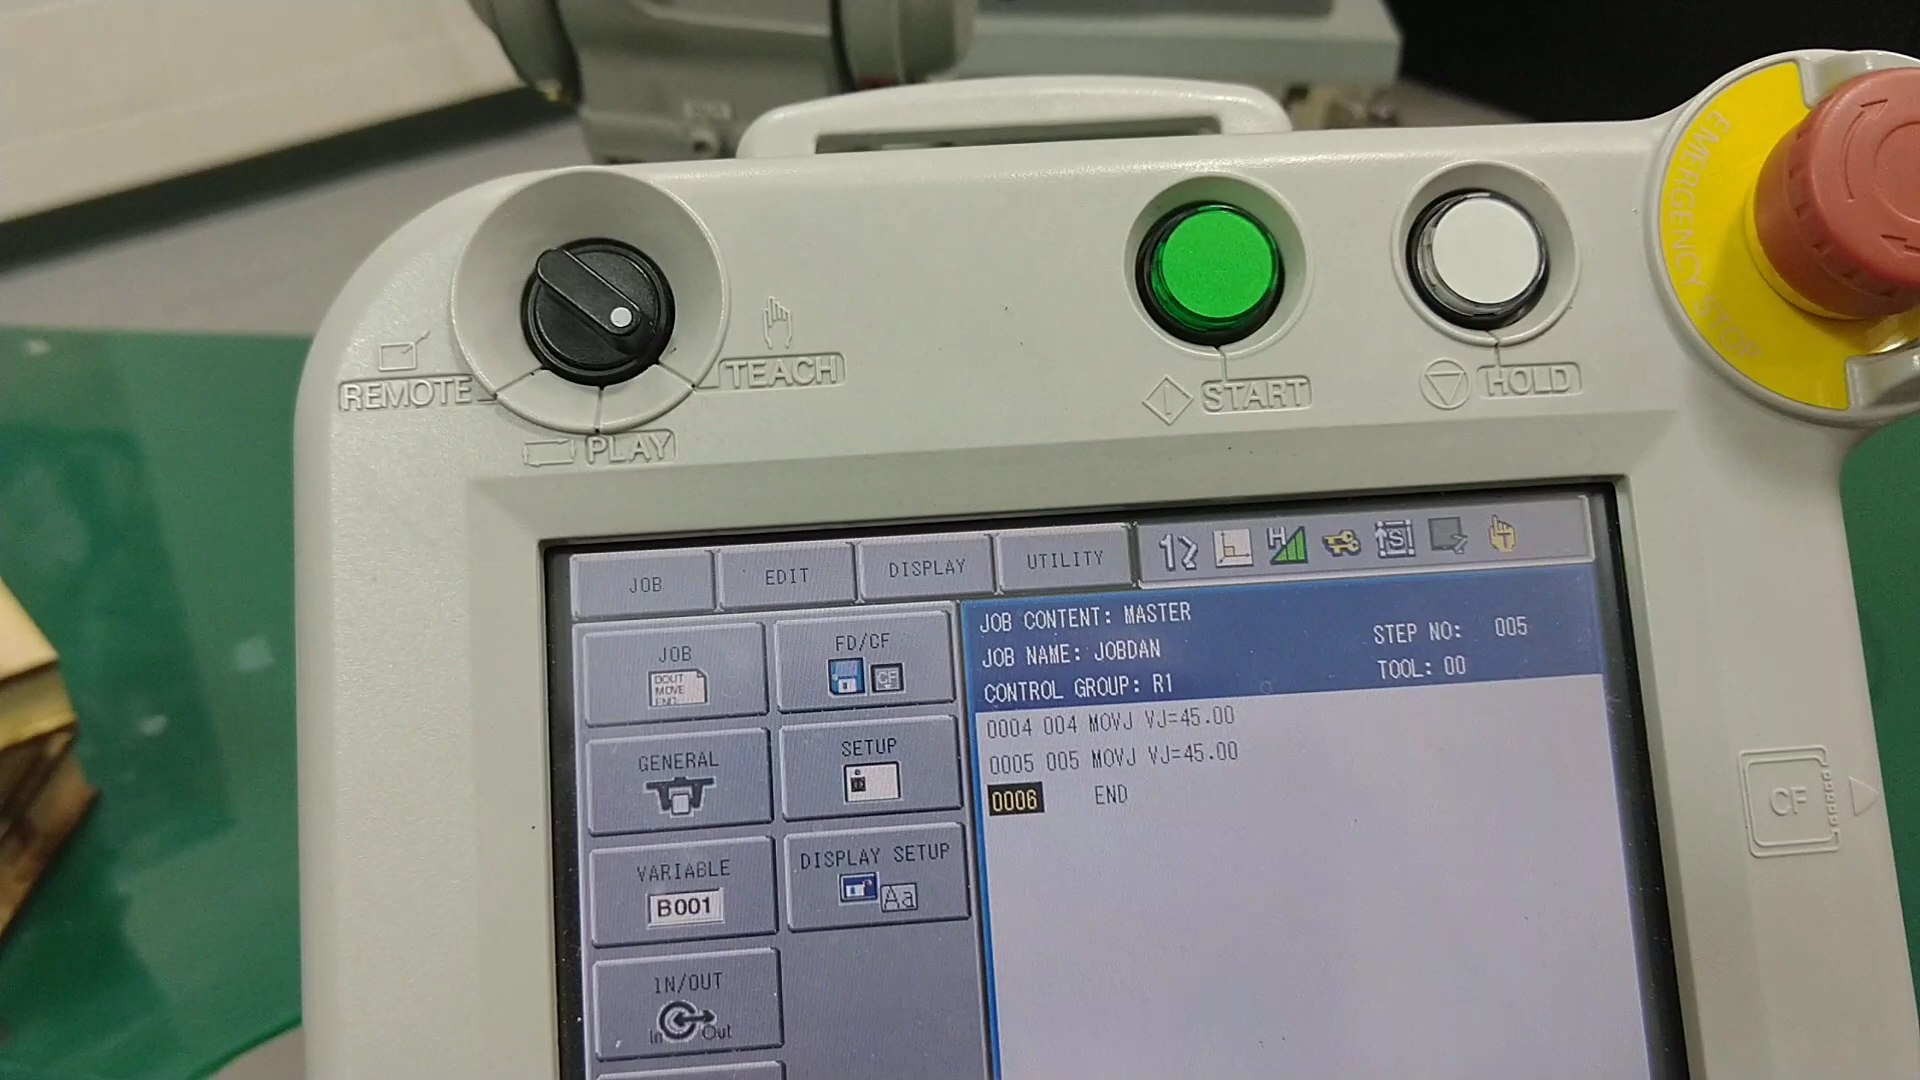 EMERGENCY STOP
REMOTE
PLAY
TEACH
START
HOLD
JOB
EDIT
DISPLAY
UTILITY
JOB
DOUT
MOVE
END
FD/CF
CF
GENERAL
SETUP
VARIABLE
B001
DISPLAY SETUP
Aa
IN/OUT
In Out
1
H
S
JOB CONTENT: MASTER
JOB NAME: JOBDAN
STEP NO: 005
CONTROL GROUP: R1
TOOL: 00
0004 004 MOVJ VJ=45.00
0005 005 MOVJ VJ=45.00
0006 END
CF